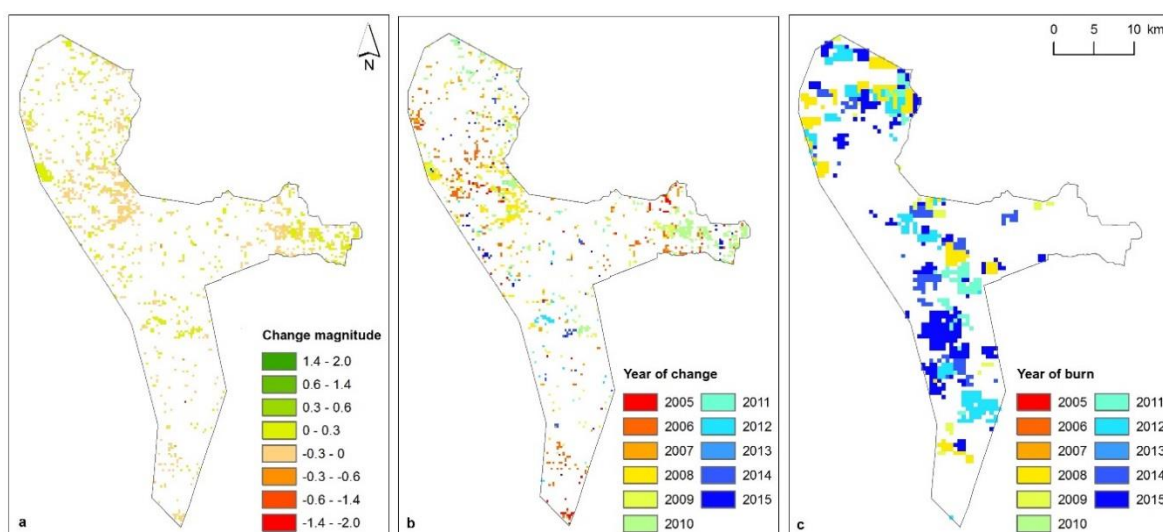 N
Change magnitude
1.4 - 2.0
0.6 - 1.4
0.3 - 0.6
0 - 0.3
-0.3 - 0
-0.3 - -0.6
-0.6 - -1.4
-1.4 - -2.0
a
Year of change
2005
2006
2007
2008
2009
2010
2011
2012
2013
2014
2015
b
0 5 10 km
Year of burn
2005
2006
2007
2008
2009
2010
2011
2012
2013
2014
2015
c